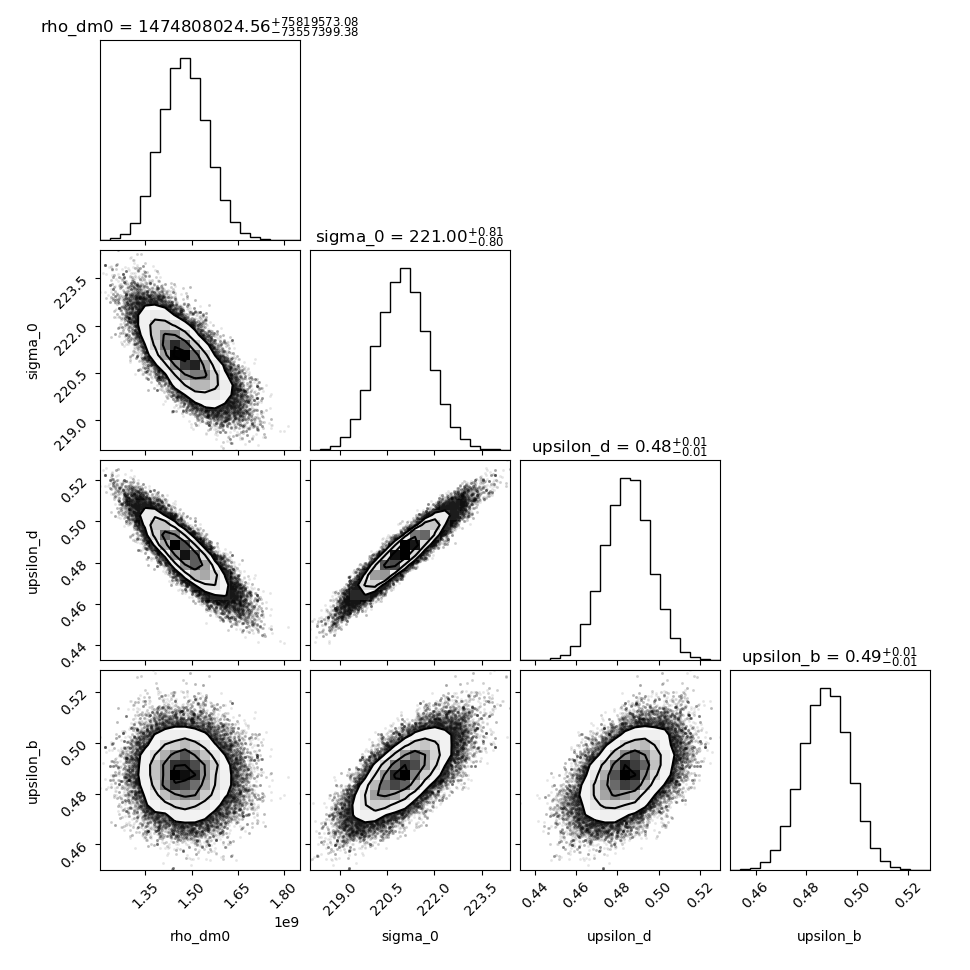 rho_dm0 = 1474808024.56+75819573.08
−73557399.38
sigma_0 = 221.00+0.81
−0.80
223.5
222.0
220.5
219.0
sigma_0
upsilon_d = 0.48+0.01
−0.01
0.52
0.50
0.48
0.46
0.44
upsilon_d
upsilon_b = 0.49+0.01
−0.01
0.52
0.50
0.48
0.46
upsilon_b
1.35 1.50 1.65 1.80
1e9
219.0 220.5 222.0 223.5
0.44 0.46 0.48 0.50 0.52
0.46 0.48 0.50 0.52
rho_dm0 sigma_0 upsilon_d upsilon_b